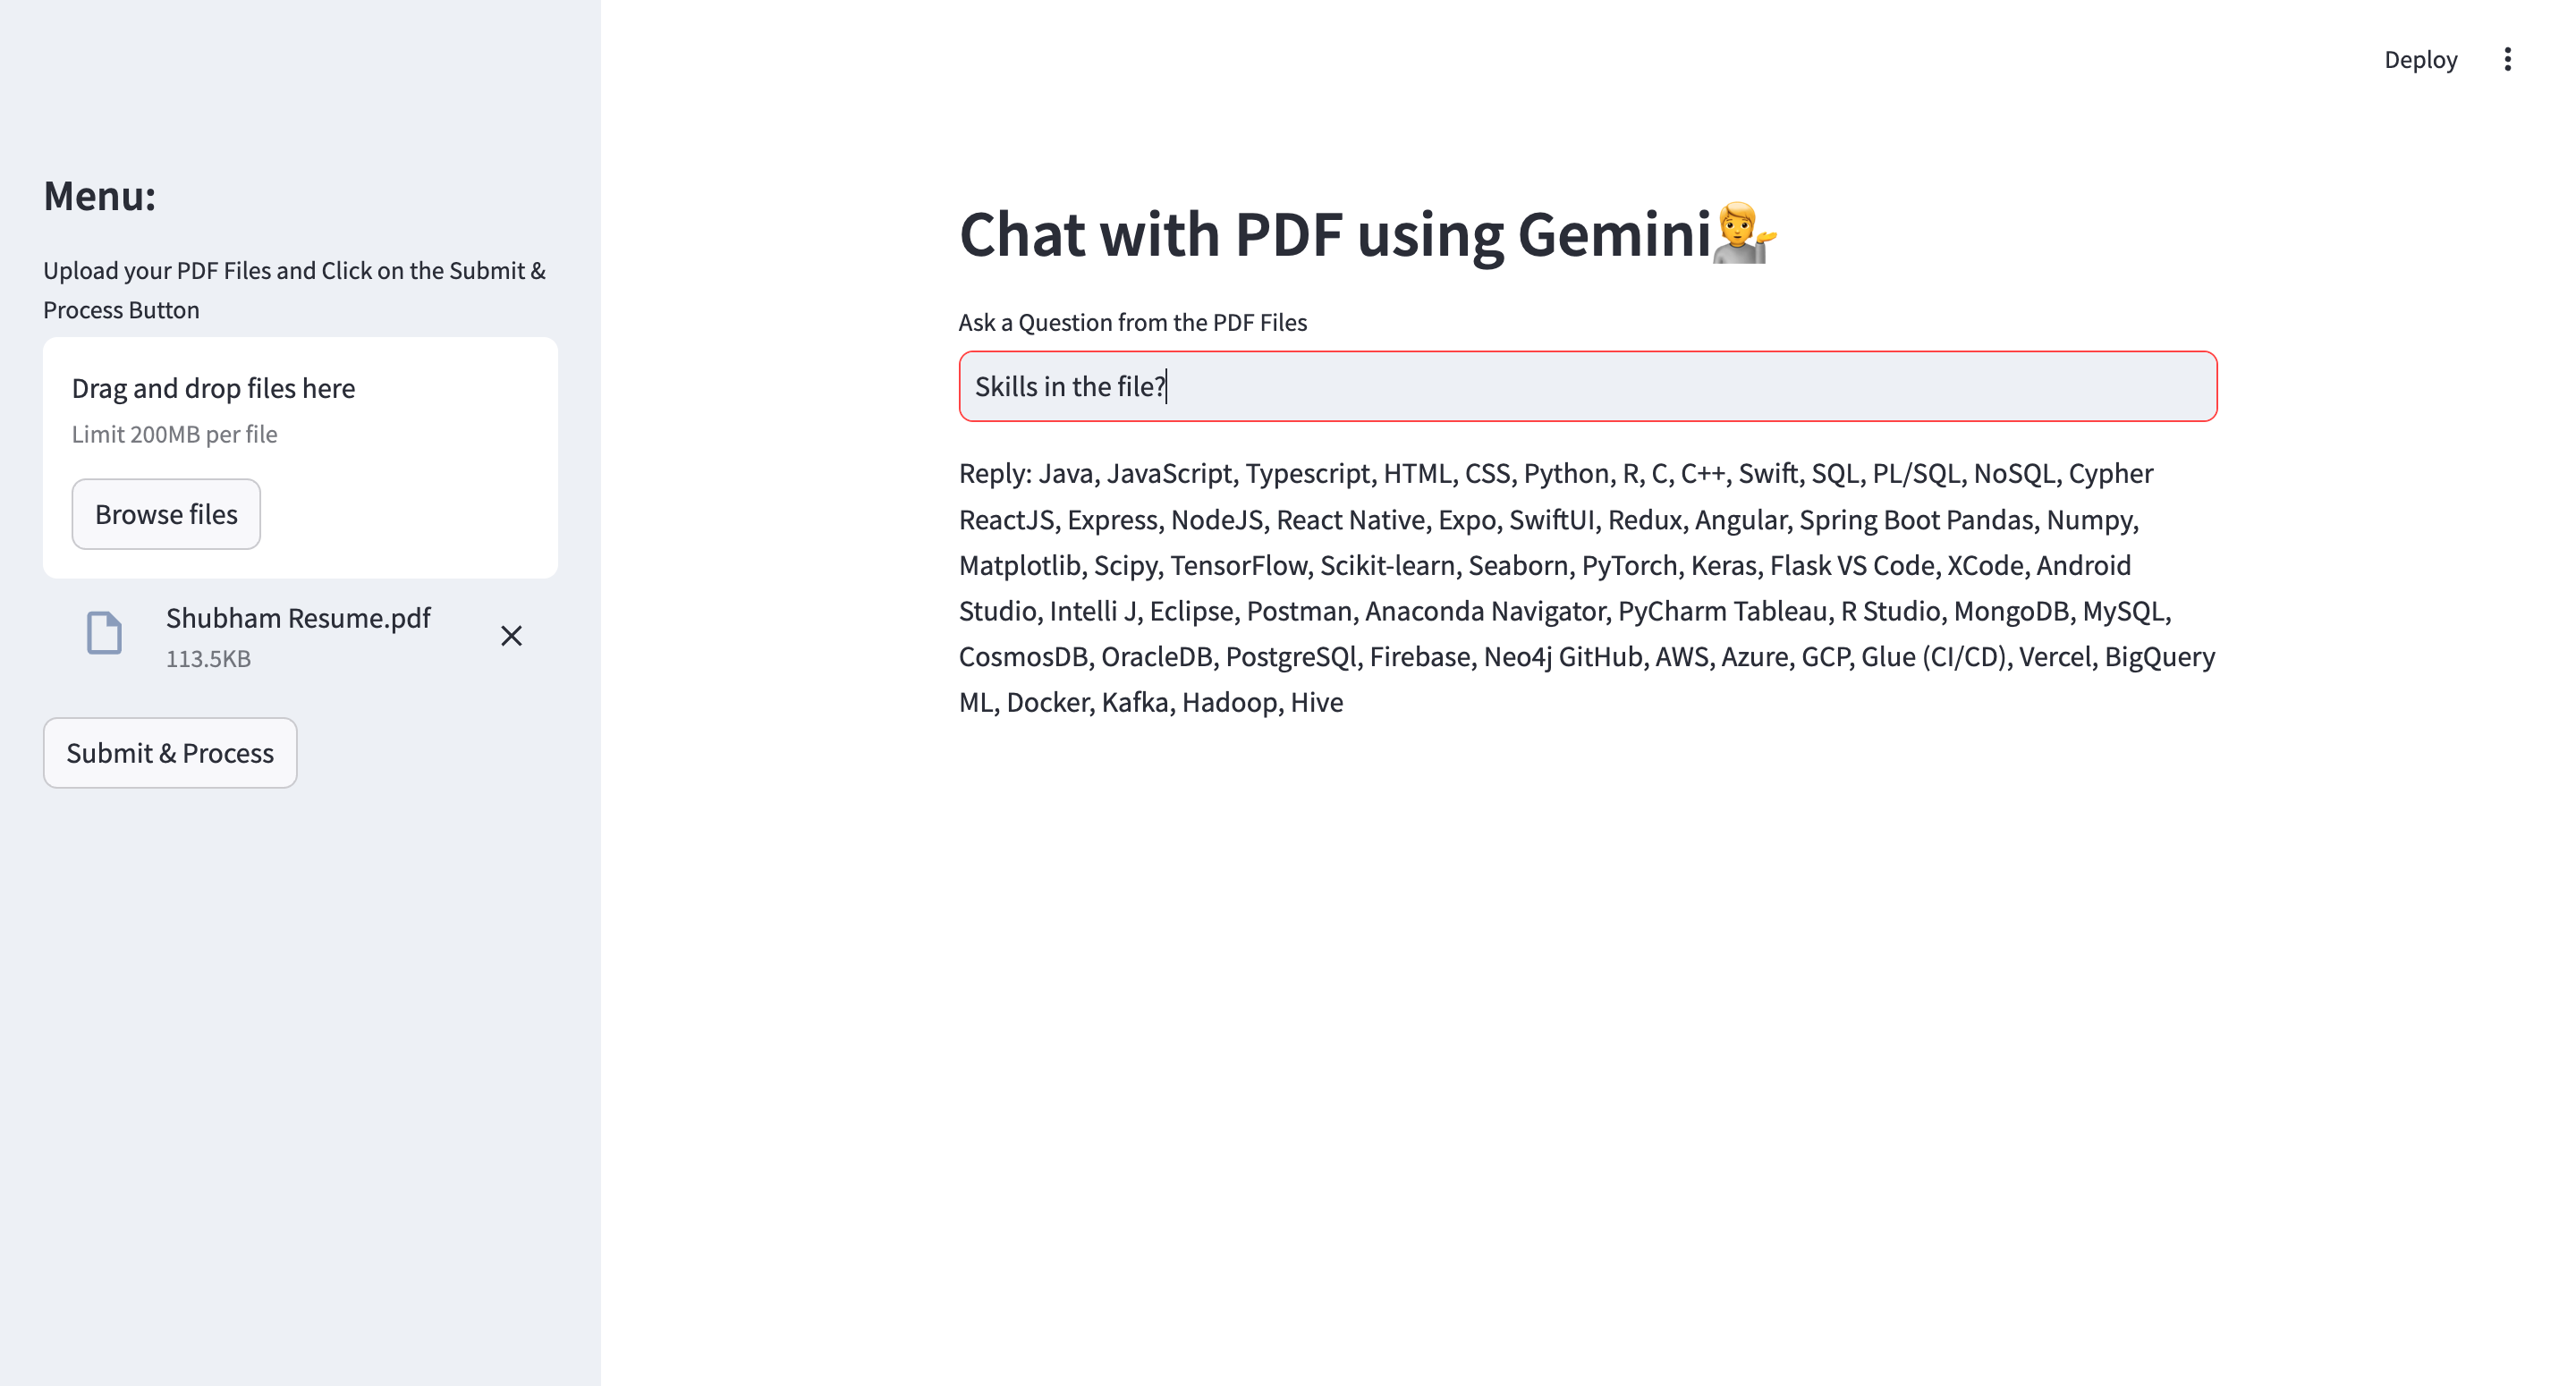 Deploy
Menu:
Upload your PDF Files and Click on the Submit &
Process Button
Drag and drop files here
Limit 200MB per file
Browse files
Shubham Resume.pdf
113.5KB
Submit & Process
Chat with PDF using Gemini💁
Ask a Question from the PDF Files
Skills in the file?
Reply: Java, JavaScript, Typescript, HTML, CSS, Python, R, C, C++, Swift, SQL, PL/SQL, NoSQL, Cypher
ReactJS, Express, NodeJS, React Native, Expo, SwiftUI, Redux, Angular, Spring Boot Pandas, Numpy,
Matplotlib, Scipy, TensorFlow, Scikit-learn, Seaborn, PyTorch, Keras, Flask VS Code, XCode, Android
Studio, Intelli J, Eclipse, Postman, Anaconda Navigator, PyCharm Tableau, R Studio, MongoDB, MySQL,
CosmosDB, OracleDB, PostgreSQl, Firebase, Neo4j GitHub, AWS, Azure, GCP, Glue (CI/CD), Vercel, BigQuery
ML, Docker, Kafka, Hadoop, Hive